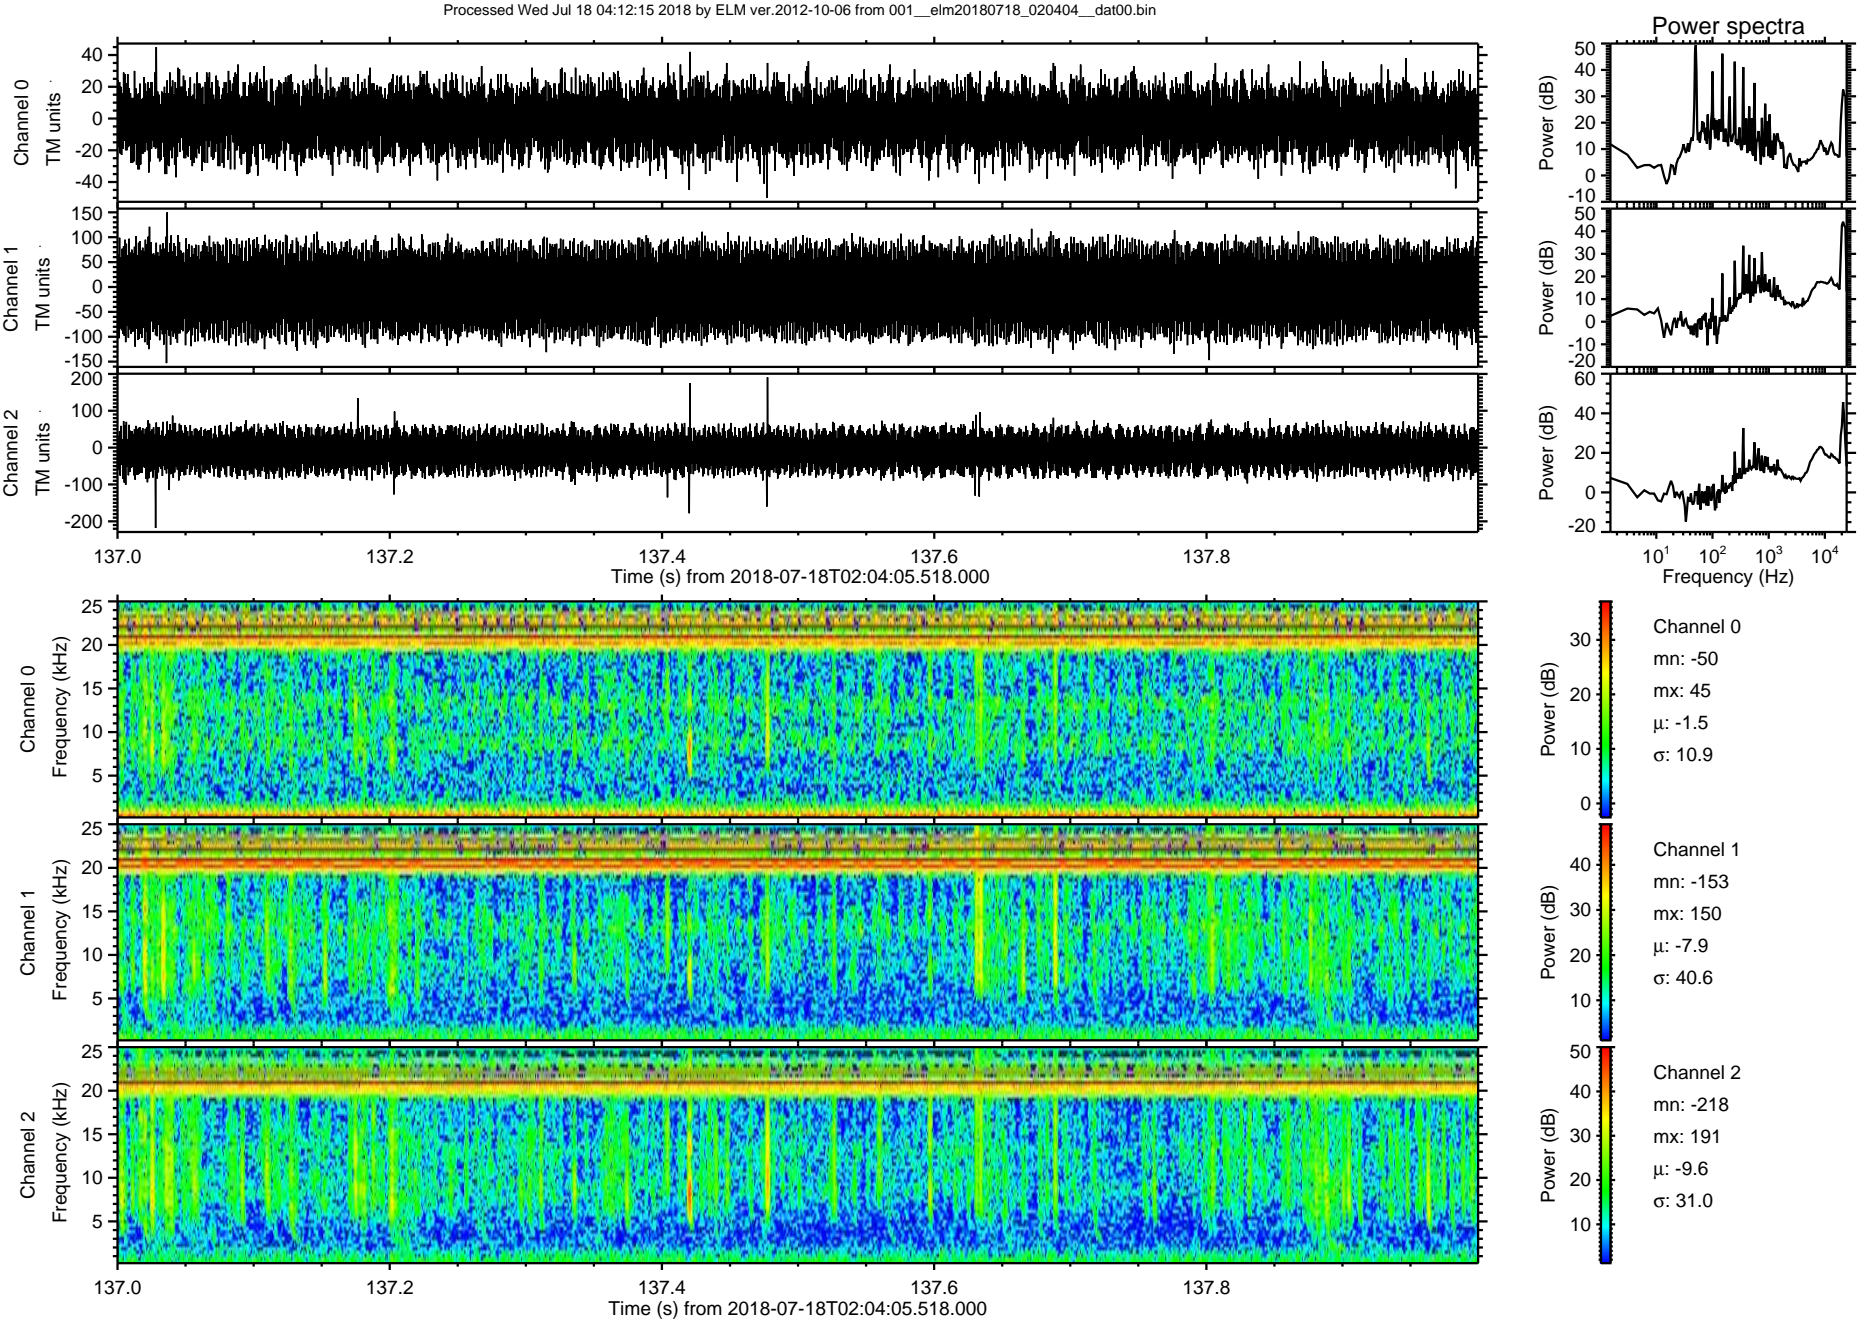 Processed Wed Jul 18 04:12:15 2018 by ELM ver.2012-10-06 from 001__elm20180718_020404__dat00.bin
Power spectra
Channel 0
TM units
40
20
0
-20
-40
Power (dB)
50
40
30
20
10
0
-10
Channel 1
TM units
150
100
50
0
-50
-100
-150
Power (dB)
50
40
30
20
10
0
-10
-20
Channel 2
TM units
200
100
0
-100
-200
Power (dB)
60
40
20
0
-20
137.0 137.2 137.4 137.6 137.8
Time (s) from 2018-07-18T02:04:05.518.000
10^1 10^2 10^3 10^4
Frequency (Hz)
Channel 0
Frequency (kHz)
25
20
15
10
5
Power (dB)
30
20
10
0
Channel 0
mn: -50
mx: 45
μ: -1.5
σ: 10.9
Channel 1
Frequency (kHz)
25
20
15
10
5
Power (dB)
40
30
20
10
Channel 1
mn: -153
mx: 150
μ: -7.9
σ: 40.6
Channel 2
Frequency (kHz)
25
20
15
10
5
Power (dB)
50
40
30
20
10
Channel 2
mn: -218
mx: 191
μ: -9.6
σ: 31.0
137.0 137.2 137.4 137.6 137.8
Time (s) from 2018-07-18T02:04:05.518.000